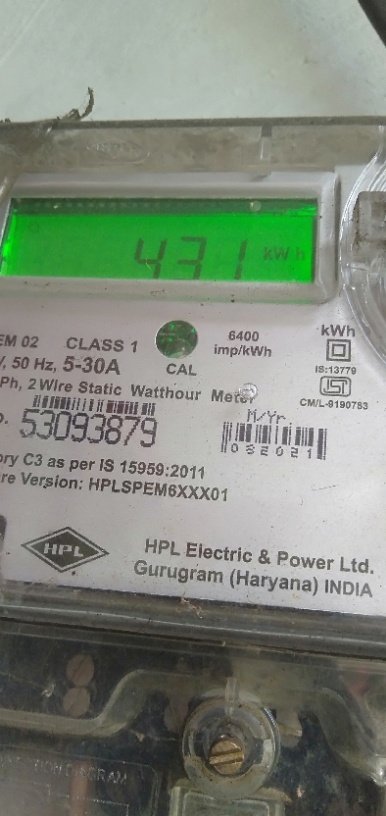 431 kWh
EM 02 CLASS 1
6400
imp/kWh
kWh
, 50 Hz, 5-30A
CAL
IS:13779
Ph, 2 Wire Static Watthour Meter
CM/L-9190783
M/Yr
53093879
032021
ory C3 as per IS 15959:2011
re Version: HPLSPEM6XXX01
HPL
HPL Electric & Power Ltd.
Gurugram (Haryana) INDIA